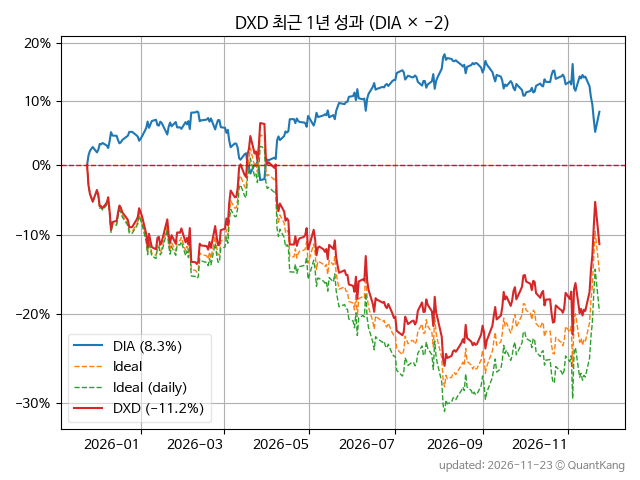 DXD 최근 1년 성과 (DIA × −2)
20%
10%
0%
−10%
−20%
−30%
DIA (8.3%)
Ideal
Ideal (daily)
DXD (−11.2%)
2026−01
2026−03
2026−05
2026−07
2026−09
2026−11
updated: 2026−11−23 © QuantKang